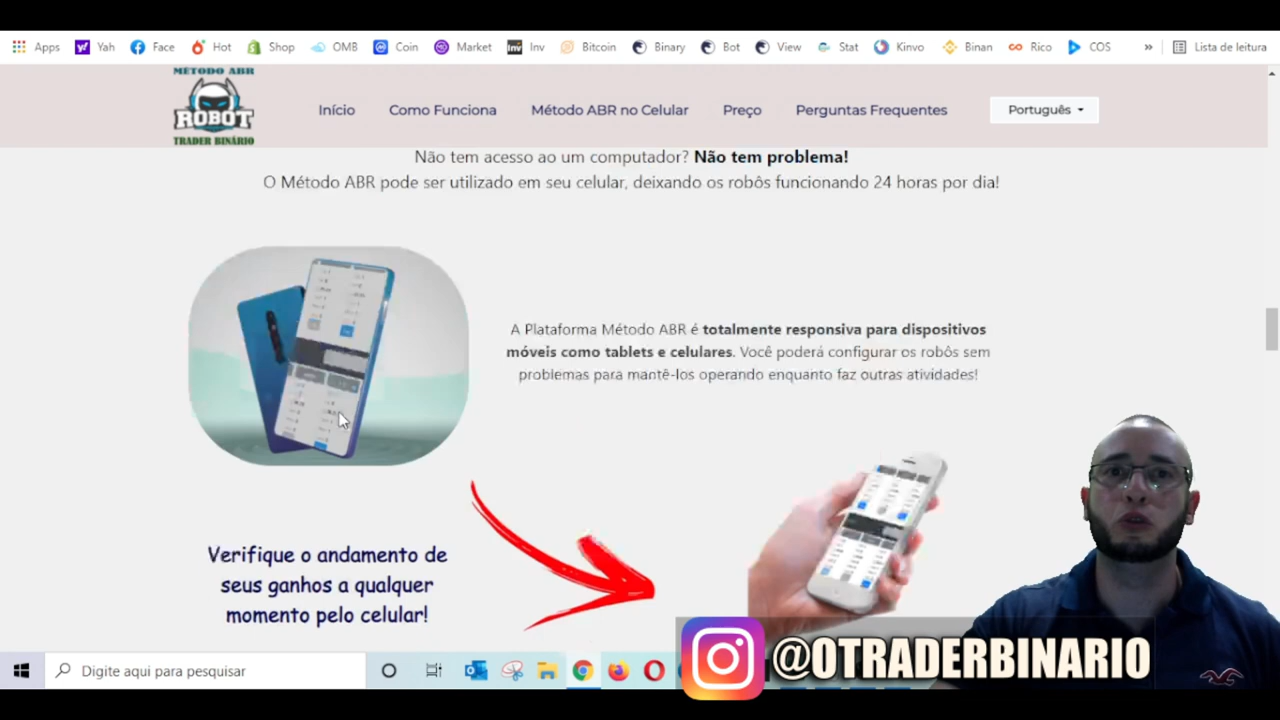 Apps Yah Face Hot Shop OMB Coin Market Inv Bitcoin Binary Bot View Stat Kinvo Binan Rico COS » Lista de leitura
MÉTODO ABR
ROBOT
TRADER BINÁRIO
Início Como Funciona Método ABR no Celular Preço Perguntas Frequentes Português
Não tem acesso ao um computador? Não tem problema!
O Método ABR pode ser utilizado em seu celular, deixando os robôs funcionando 24 horas por dia!
A Plataforma Método ABR é totalmente responsiva para dispositivos
móveis como tablets e celulares. Você poderá configurar os robôs sem
problemas para mantê-los operando enquanto faz outras atividades!
Verifique o andamento de
seus ganhos a qualquer
momento pelo celular!
@OTRADERBINARIO
Digite aqui para pesquisar